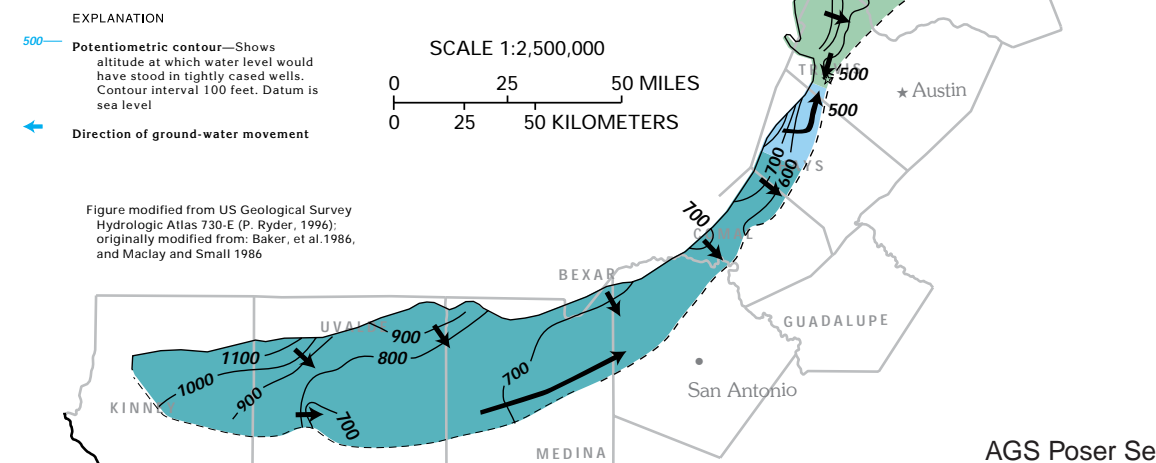 EXPLANATION
500
Potentiometric contour—Shows
altitude at which water level would
have stood in tightly cased wells.
Contour interval 100 feet. Datum is
sea level
Direction of ground-water movement
SCALE 1:2,500,000
0 25 50 MILES
0 25 50 KILOMETERS
Figure modified from US Geological Survey
Hydrologic Atlas 730-E (P. Ryder, 1996);
originally modified from: Baker, et al.1986,
and Maclay and Small 1986
500
Austin
500
700
600
700
COMAL
BEXAR
GUADALUPE
UVALDE
900
1100
800
1000
700
900
KINNEY
700
San Antonio
MEDINA
AGS Poser Se